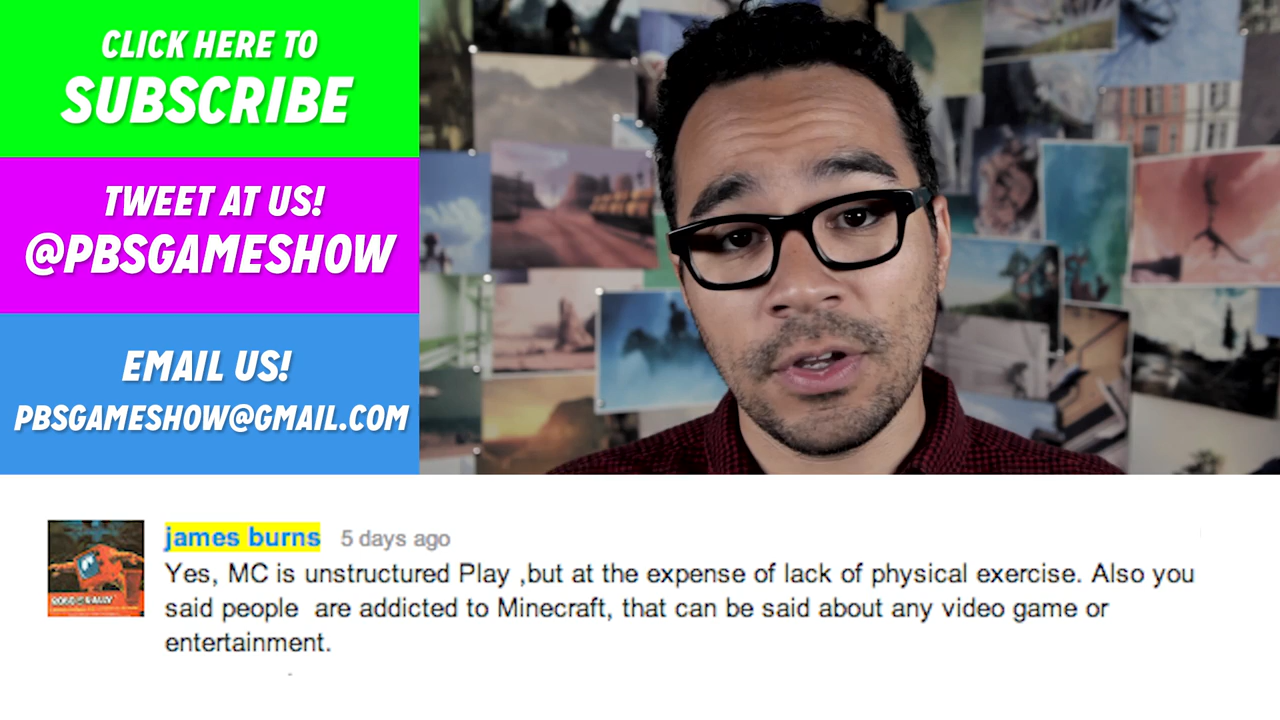 CLICK HERE TO
SUBSCRIBE
TWEET AT US!
@PBSGAMESHOW
EMAIL US!
PBSGAMESHOW@GMAIL.COM
james burns 5 days ago
Yes, MC is unstructured Play ,but at the expense of lack of physical exercise. Also you
said people are addicted to Minecraft, that can be said about any video game or
entertainment.